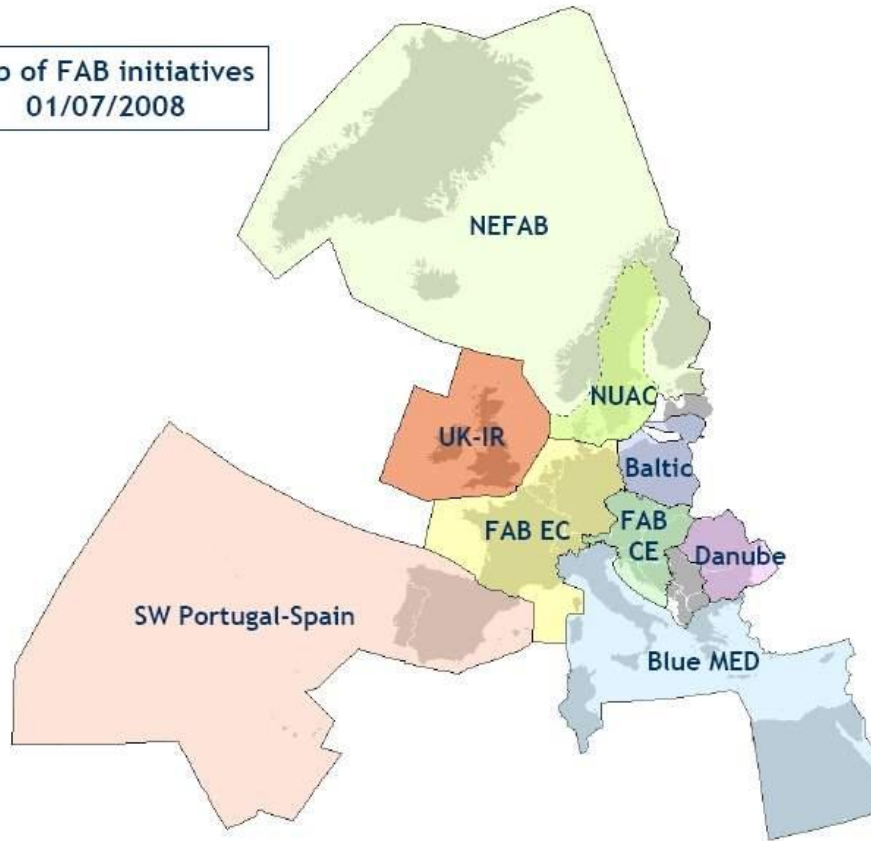 of FAB initiatives
01/07/2008
NEFAB
NUAC
UK-IR
Baltic
FAB EC
FAB
CE
Danube
SW Portugal-Spain
Blue MED